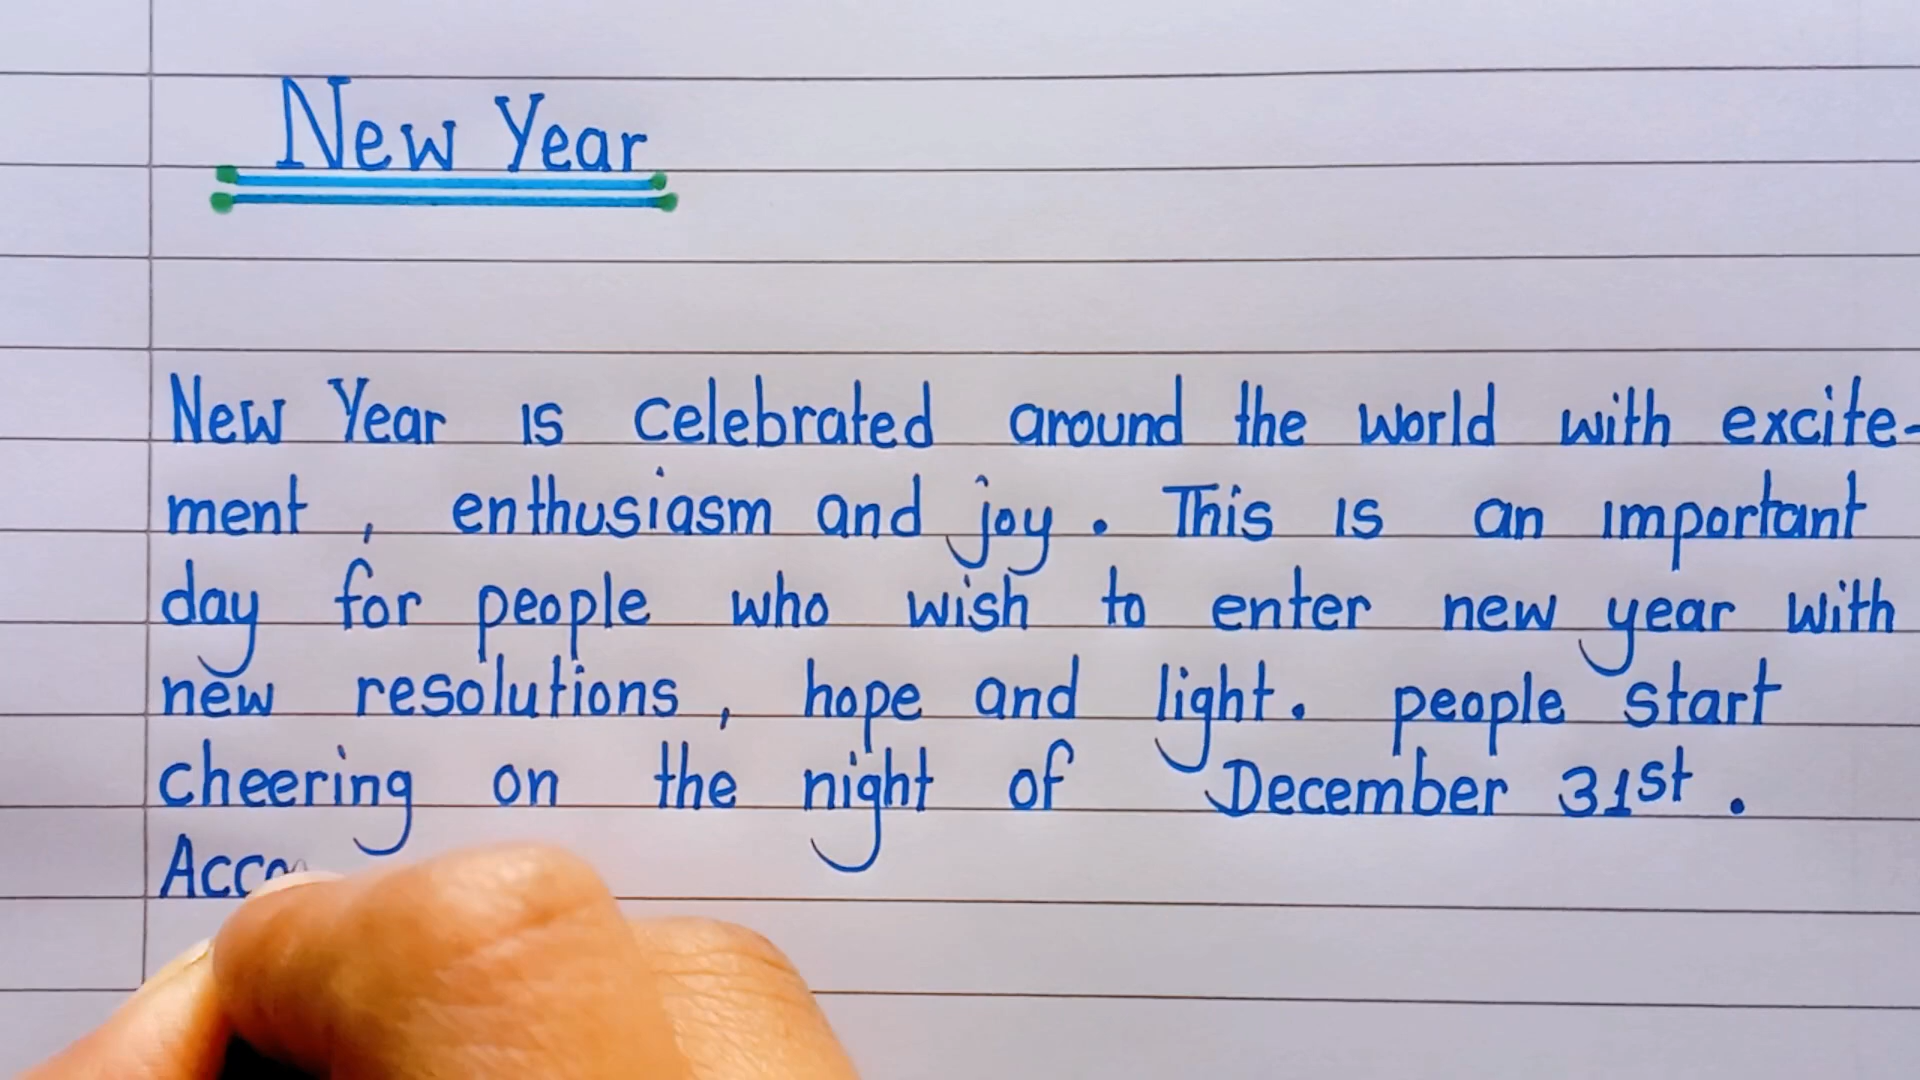 New Year
New Year is celebrated around the world with excite-
ment, enthusiasm and joy. This is an important
day for people who wish to enter new year with
new resolutions, hope and light. people start
cheering on the night of December 31st.